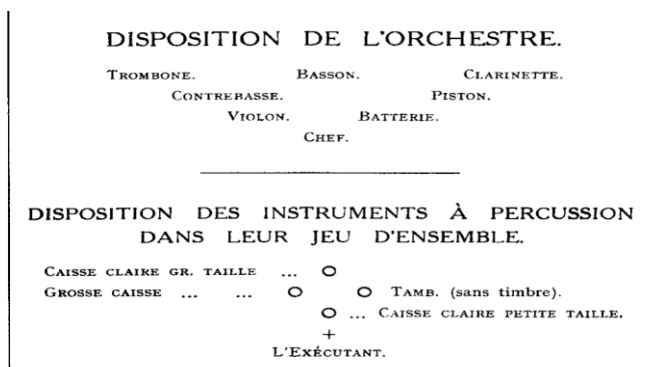 DISPOSITION DE L'ORCHESTRE.
TROMBONE. BASSON. CLARINETTE.
CONTREBASSE. PISTON.
VIOLON. BATTERIE.
CHEF.
DISPOSITION DES INSTRUMENTS À PERCUSSION
DANS LEUR JEU D'ENSEMBLE.
CAISSE CLAIRE GR. TAILLE ... O
GROSSE CAISSE ... ... O O TAMB. (sans timbre).
O ... CAISSE CLAIRE PETITE TAILLE.
+
L'EXÉCUTANT.